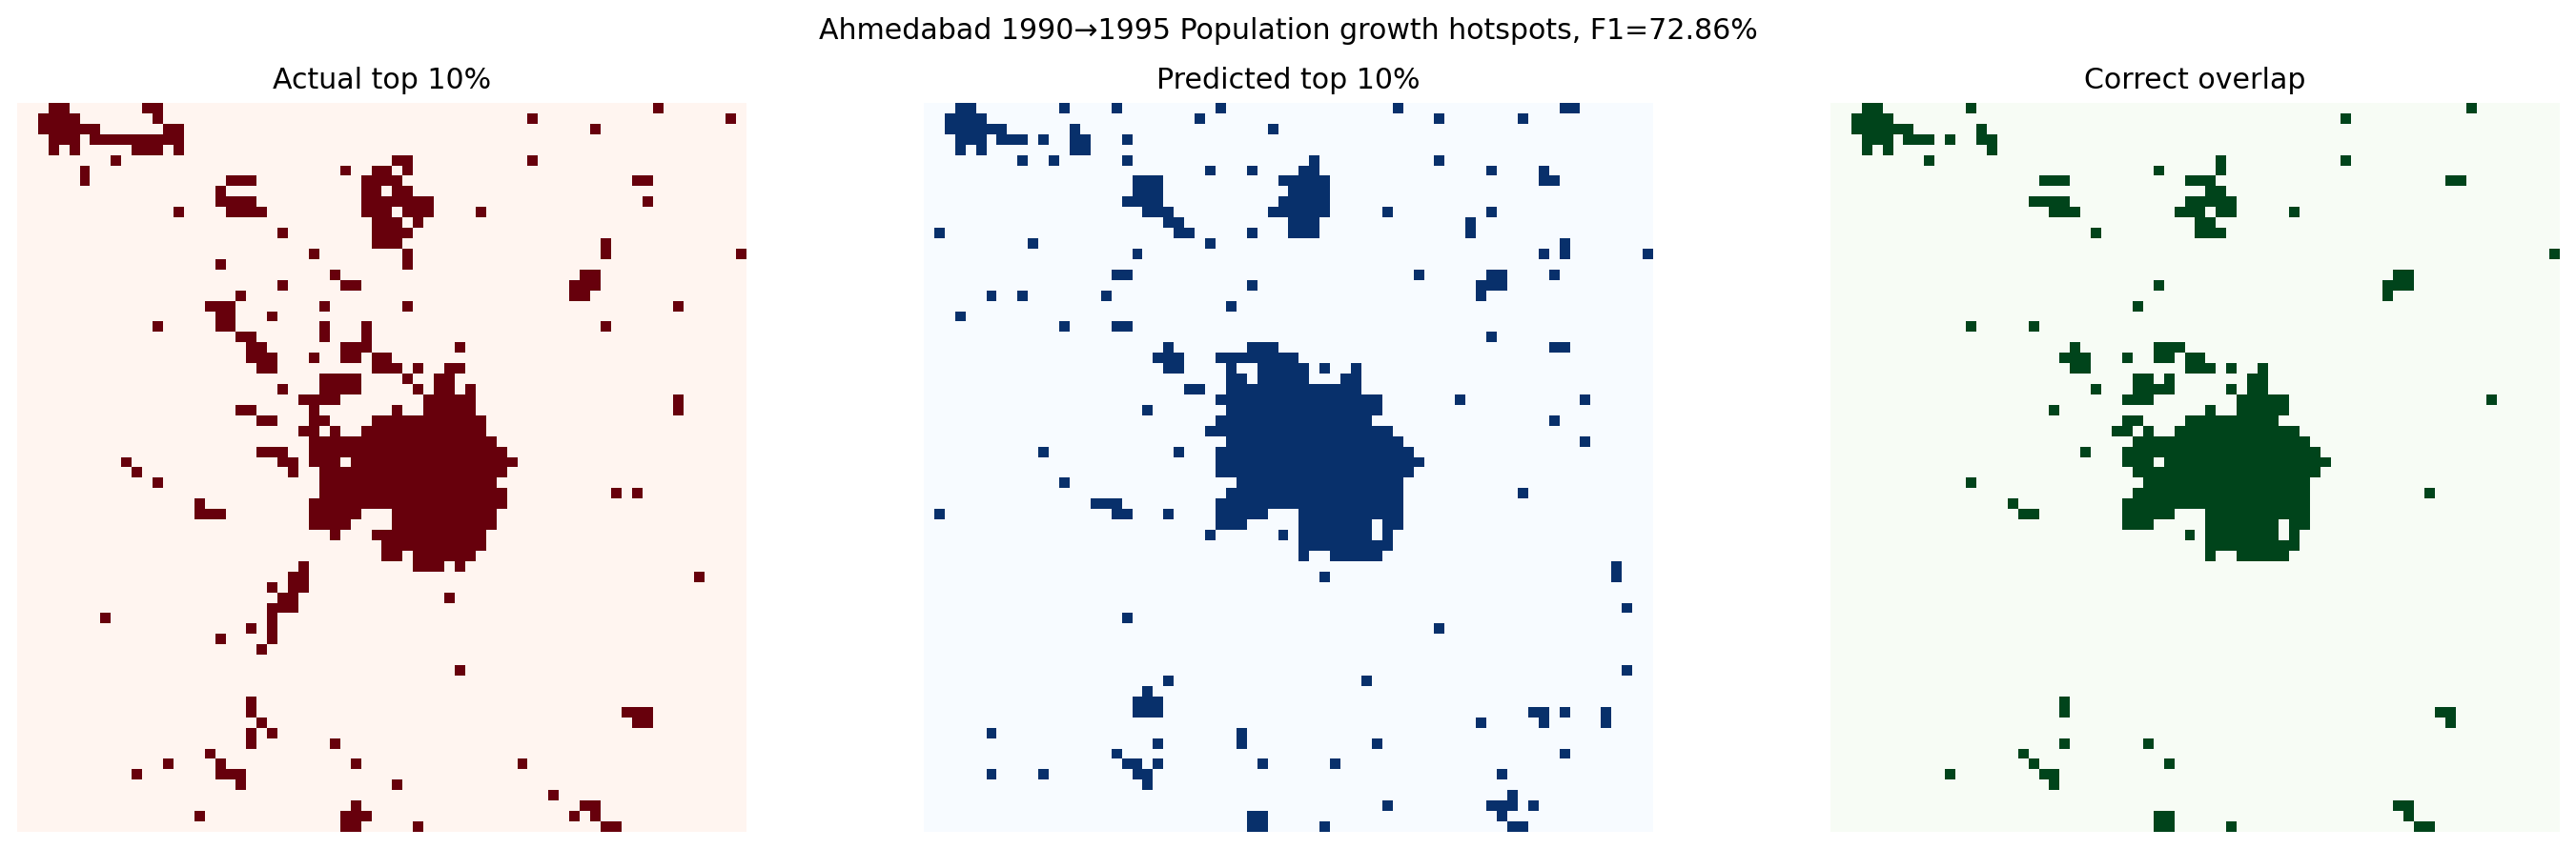 Ahmedabad 1990→1995 Population growth hotspots, F1=72.86%
Actual top 10%
Predicted top 10%
Correct overlap